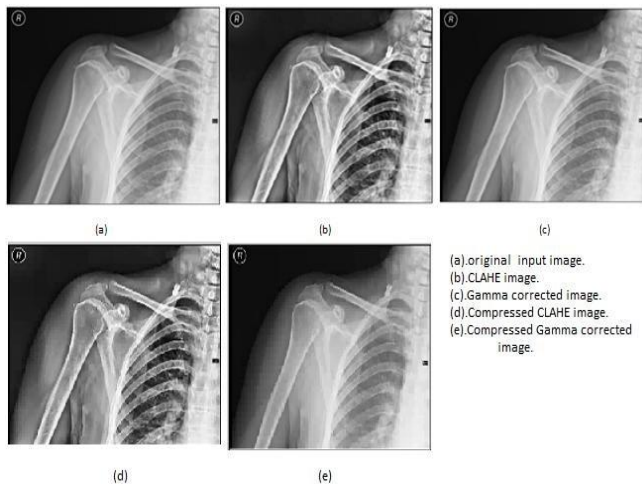 R
R
R
(a)
(b)
(c)
R
R
(a).original input image.
(b).CLAHE image.
(c).Gamma corrected image.
(d).Compressed CLAHE image.
(e).Compressed Gamma corrected
image.
(d)
(e)